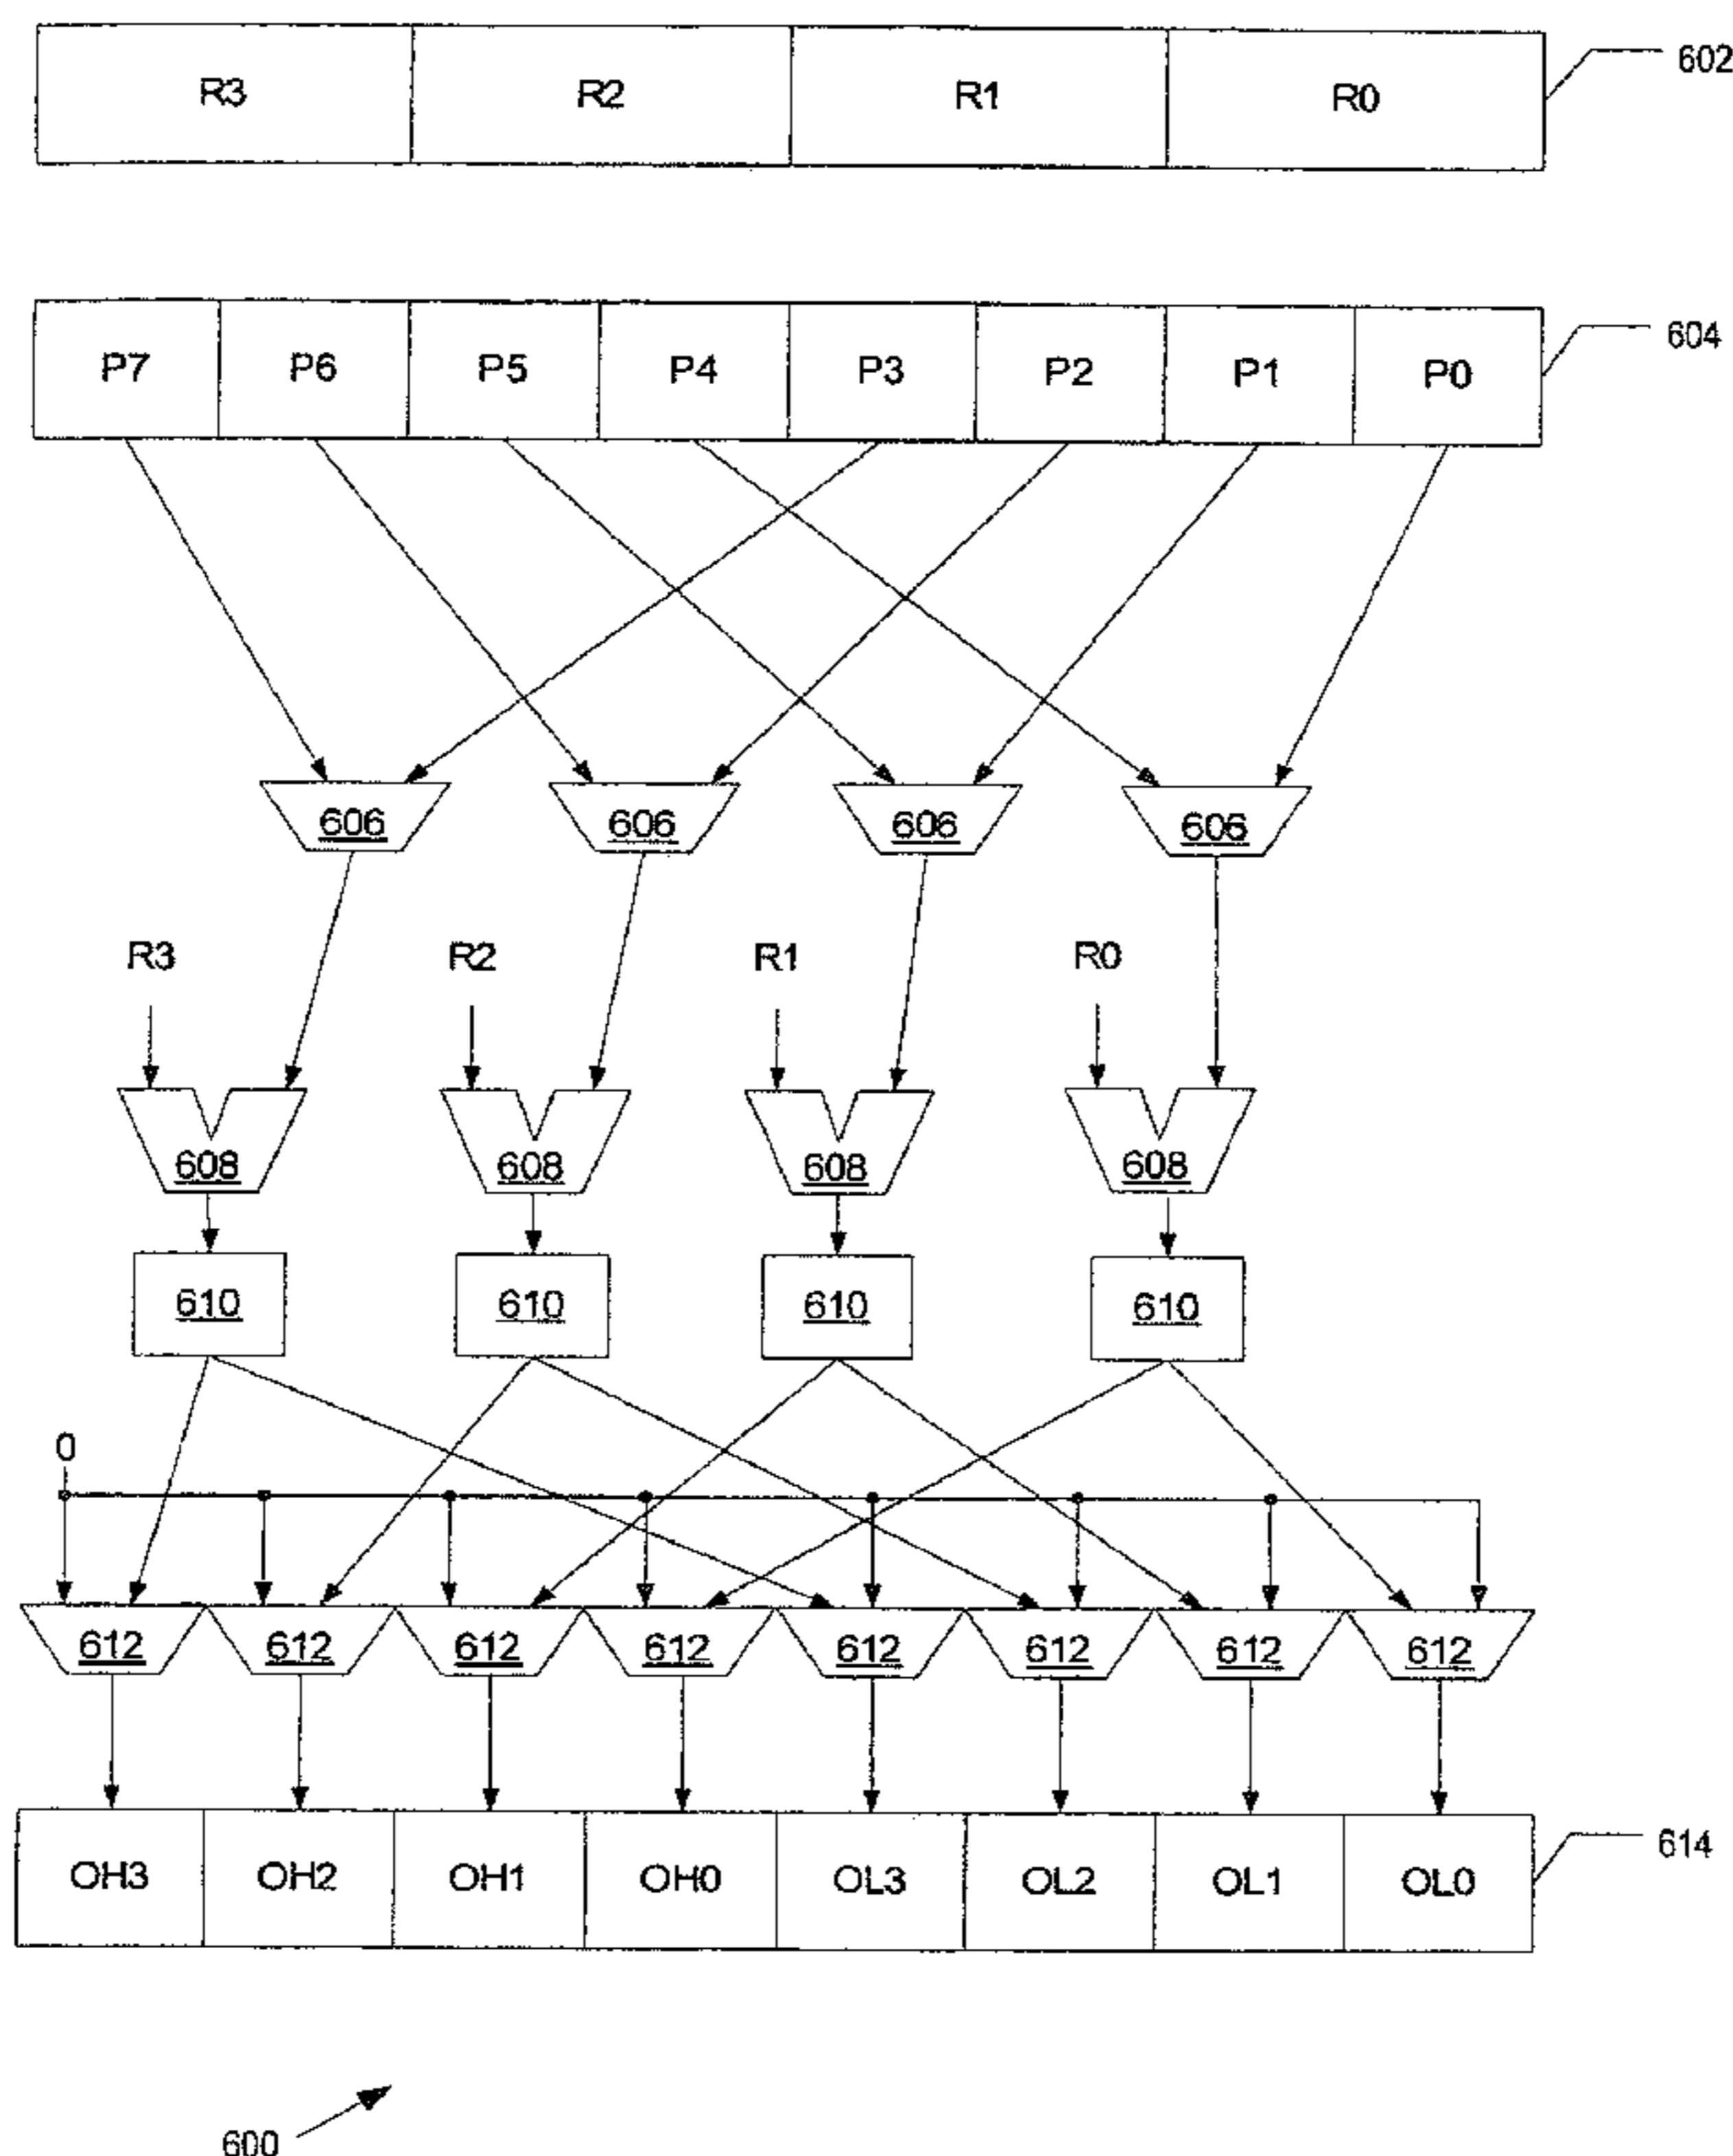 R3 R2 R1 R0 602
P7 P6 P5 P4 P3 P2 P1 P0 604
606 606 606 606
R3 R2 R1 R0
608 608 608 608
610 610 610 610
0
612 612 612 612 612 612 612 612
OH3 OH2 OH1 OH0 OL3 OL2 OL1 OL0 614
600